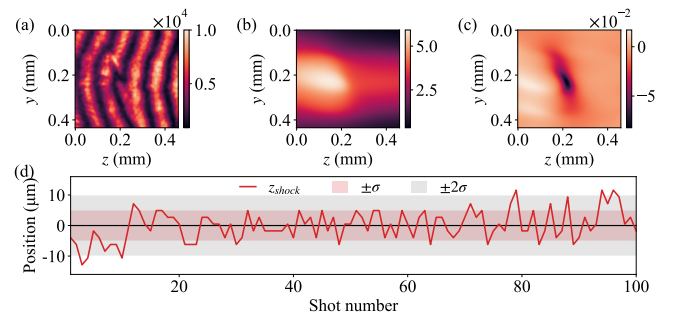 (a) ×10⁴ (b) (c) ×10⁻²
0.0 1.0 0.0 0.0 0
0.2 0.5 0.2 5.0 0.2
2.5 −5
0.4 0.4 0.4
0.0 0.2 0.4 0.0 0.2 0.4 0.0 0.2 0.4
y (mm) y (mm) y (mm)
z (mm) z (mm) z (mm)
(d)
z_shock ±σ ±2σ
10
0
-10
Position (μm)
20 40 60 80 100
Shot number